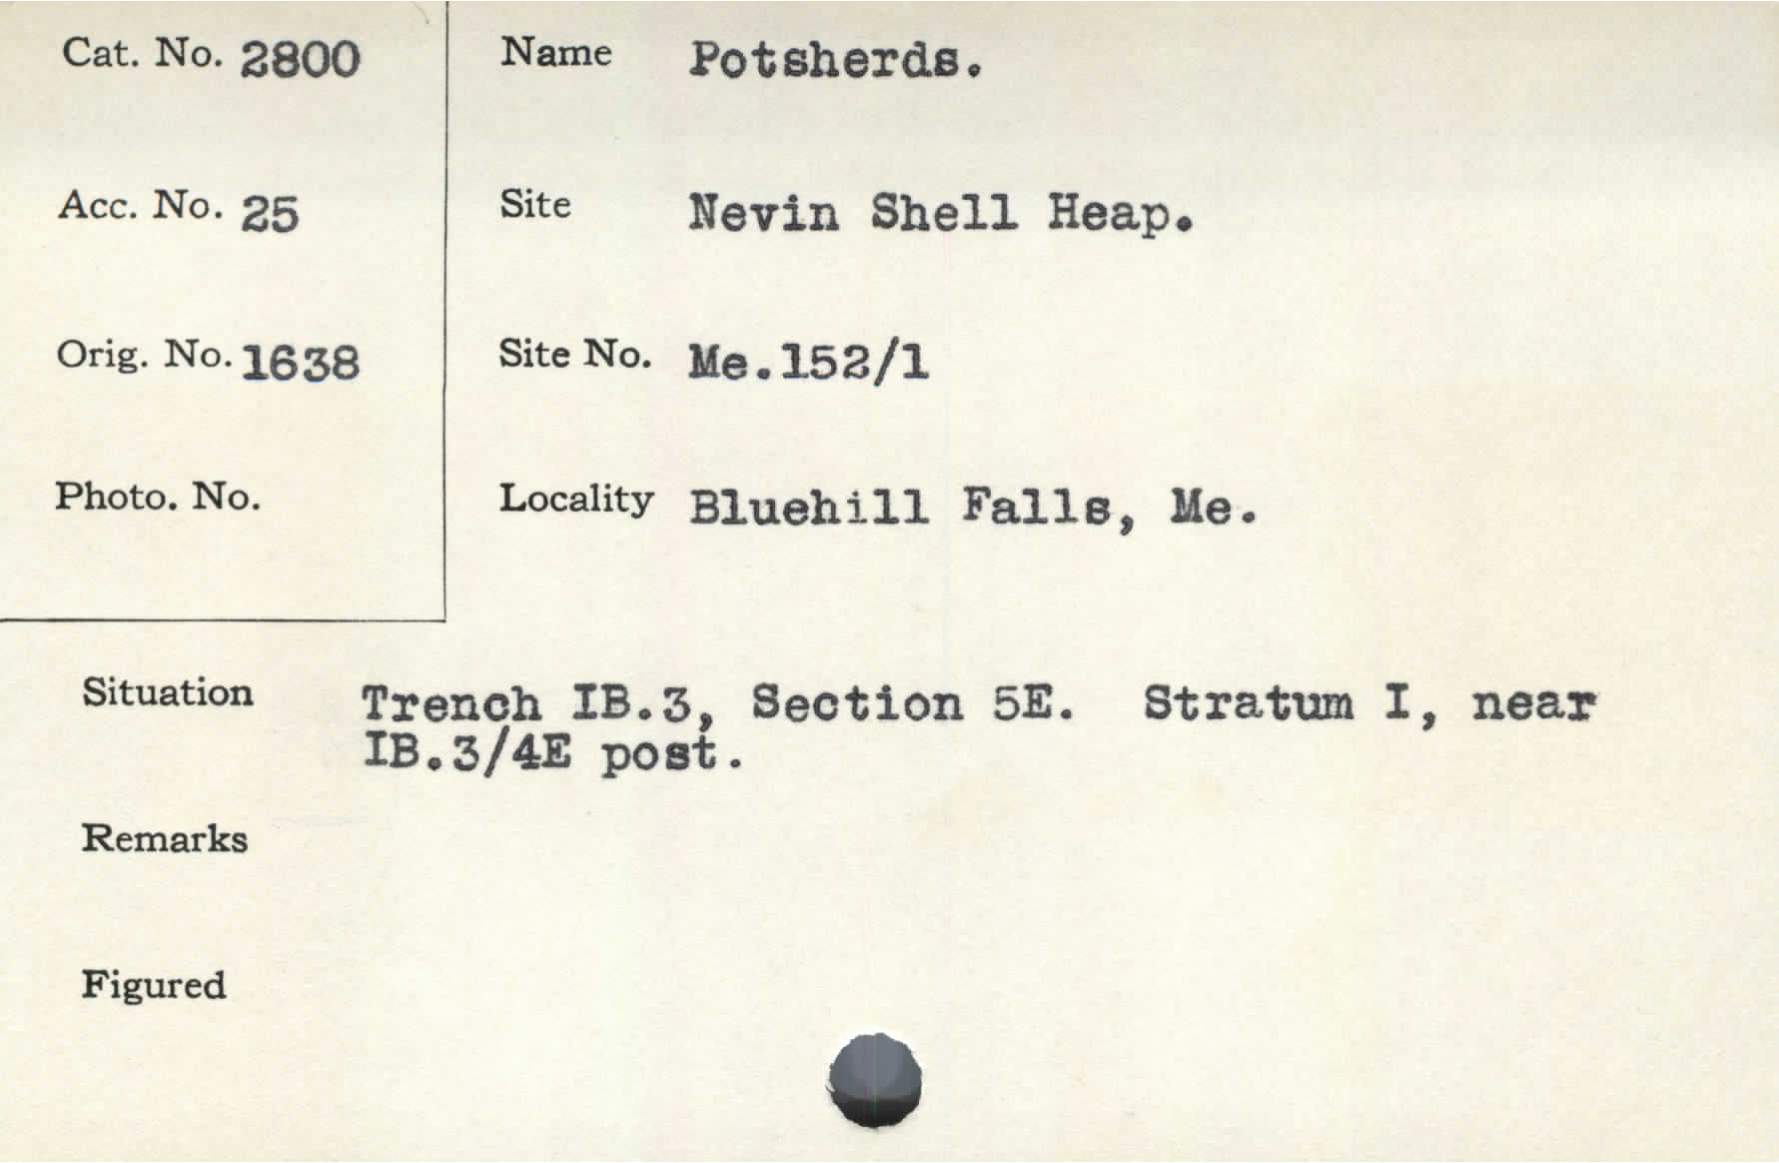 Cat. No. 2800
Name Potsherds.
Acc. No. 25
Site Nevin Shell Heap.
Orig. No. 1638
Site No. Me.152/1
Photo. No.
Locality Bluehill Falls, Me.
Situation Trench IB.3, Section 5E. Stratum I, near
IB.3/4E post.
Remarks
Figured